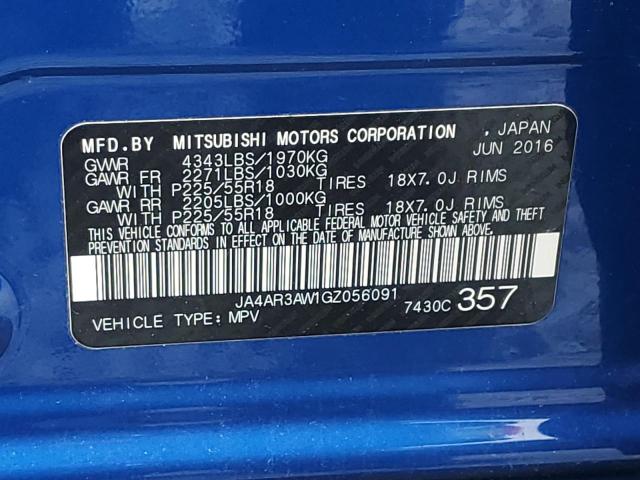 MFD.BY MITSUBISHI MOTORS CORPORATION . JAPAN
GVWR 4343LBS/1970KG JUN 2016
GAWR FR 2271LBS/1030KG
WITH P225/55R18 TIRES 18X7.0J RIMS
GAWR RR 2205LBS/1000KG
WITH P225/55R18 TIRES 18X7.0J RIMS
THIS VEHICLE CONFORMS TO ALL APPLICABLE FEDERAL MOTOR VEHICLE SAFETY AND THEFT
PREVENTION STANDARDS IN EFFECT ON THE DATE OF MANUFACTURE SHOWN ABOVE.
JA4AR3AW1GZ056091
VEHICLE TYPE: MPV 7430C 357